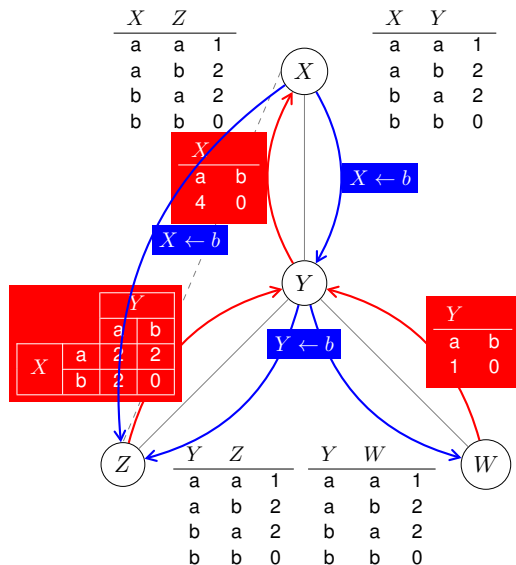 X Z
a a 1
a b 2
b a 2
b b 0
X Y
a a 1
a b 2
b a 2
b b 0
X
X
a b
4 0
X ← b
X ← b
Y
Y
a b
X a 2 2
b 2 0
Y ← b
Y
a b
1 0
Z
W
Y Z
a a 1
a b 2
b a 2
b b 0
Y W
a a 1
a b 2
b a 2
b b 0